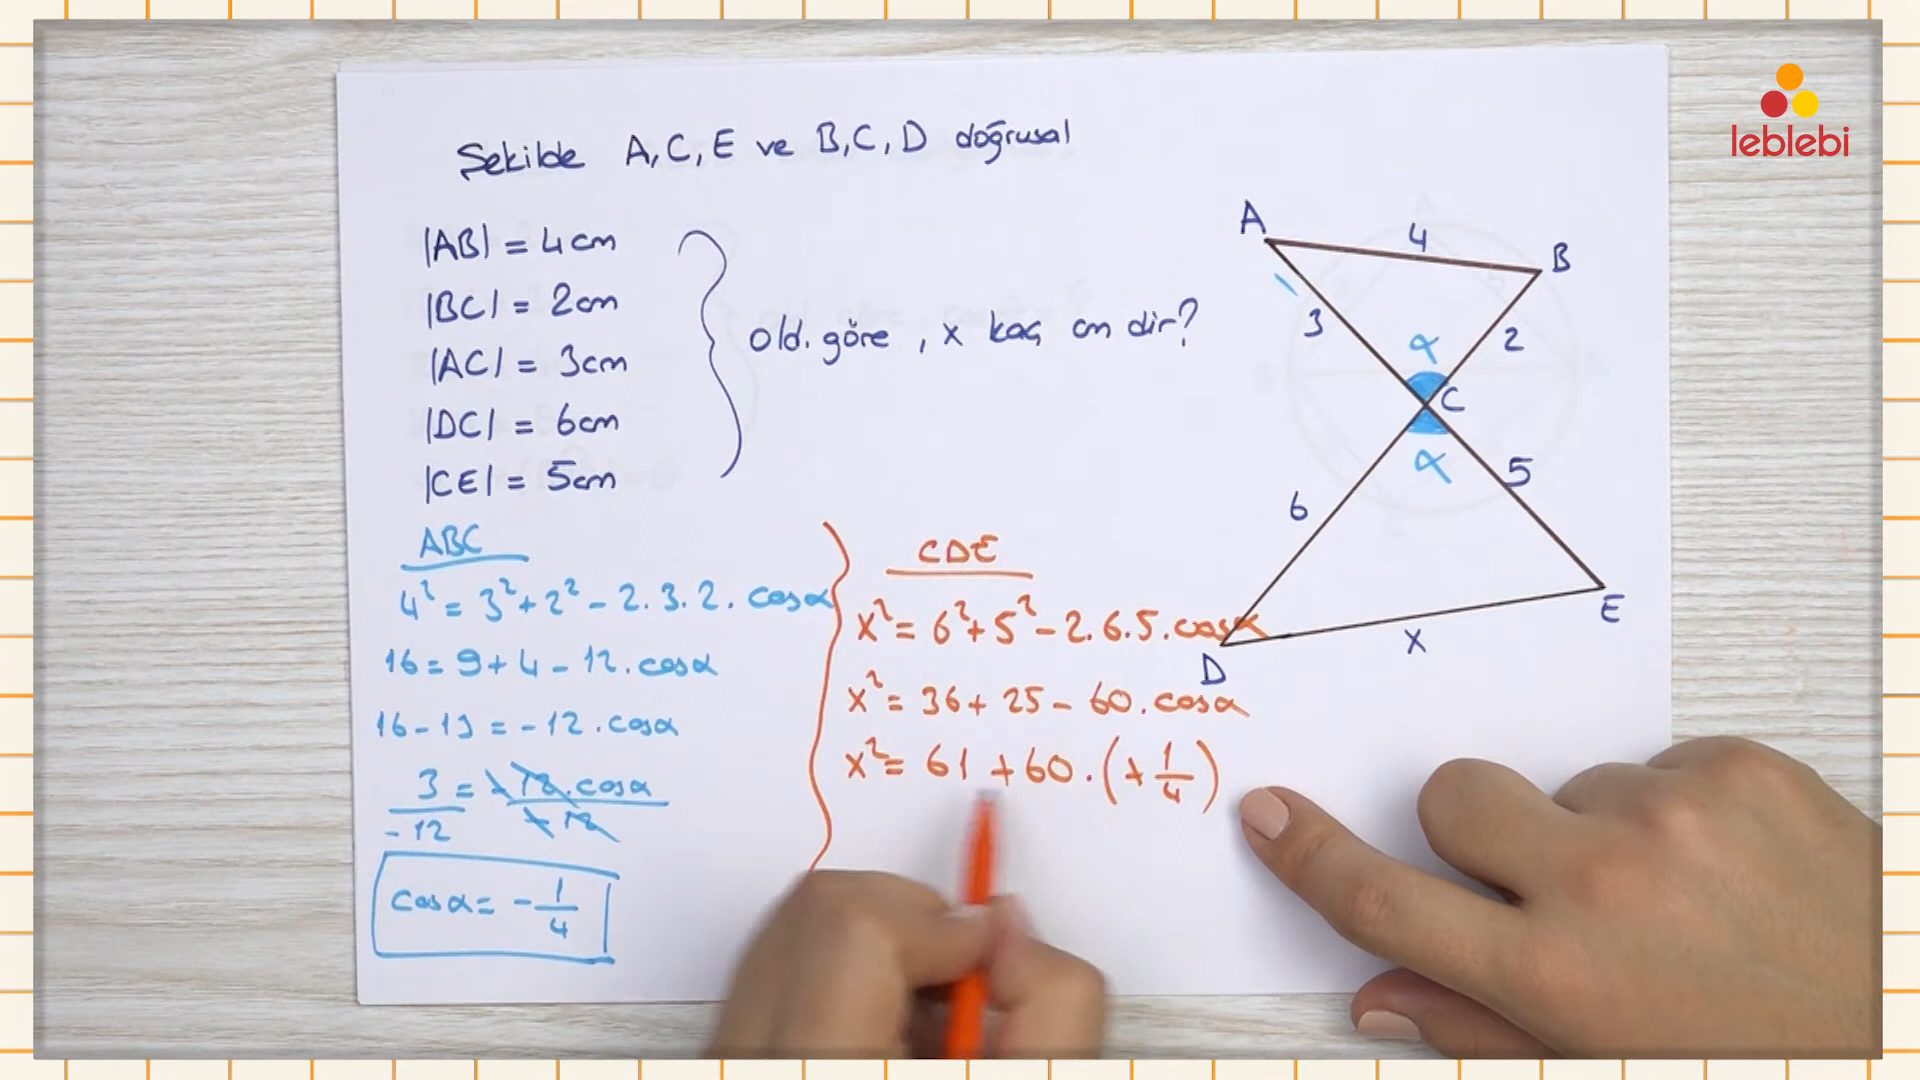 leblebi
Şekilde A, C, E ve B, C, D doğrusal
|AB| = 4cm
|BC| = 2cm
|AC| = 3cm
|DC| = 6cm
|CE| = 5cm
old. göre, x kaç cm dir?
A
4
B
3
2
α
C
α
6
5
D
x
E
ABC
4² = 3² + 2² - 2.3.2. cosα
16 = 9 + 4 - 12. cosα
16 - 13 = -12. cosα
3/-12 = -12. cosα/-12
cosα = -1/4
CDE
x² = 6² + 5² - 2.6.5. cosα
x² = 36 + 25 - 60. cosα
x² = 61 + 60. (+1/4)